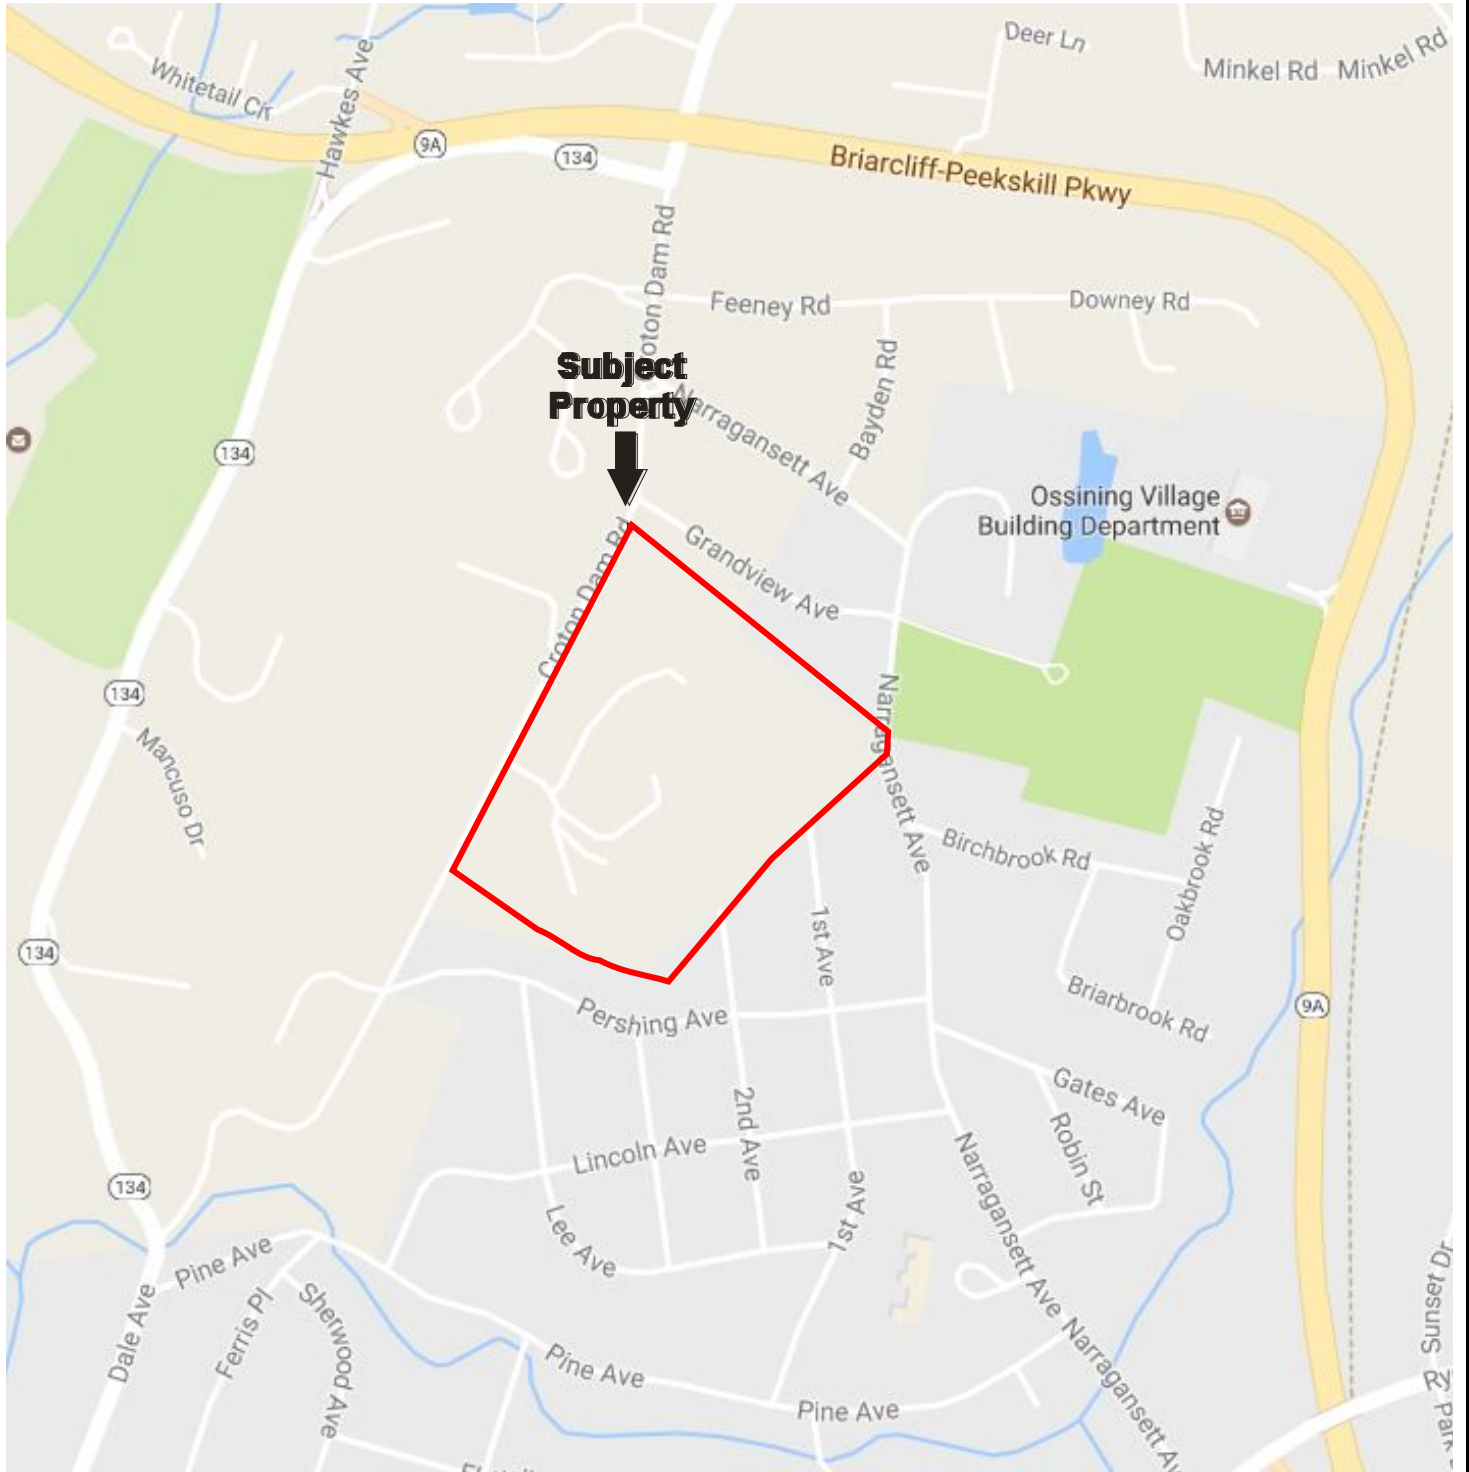 Deer Ln
Minkel Rd
Minkel Rd
Whitetail Cir
Hawkes Ave
9A
134
Briarcliff-Peekskill Pkwy
Croton Dam Rd
Feeney Rd
Downey Rd
Bayden Rd
Subject
Property
Narragansett Ave
134
Ossining Village
Building Department
Grandview Ave
Croton Dam Rd
134
Narragansett Ave
Mancuso Dr
Birchbrook Rd
Oakbrook Rd
1st Ave
134
Briarbrook Rd
9A
Pershing Ave
Gates Ave
2nd Ave
Robin St
Lincoln Ave
134
Narragansett Ave
1st Ave
Lee Ave
Pine Ave
Sunset Dr
Dale Ave
Ferris Pl
Sherwood Ave
Narragansett Av
Pine Ave
Pine Ave